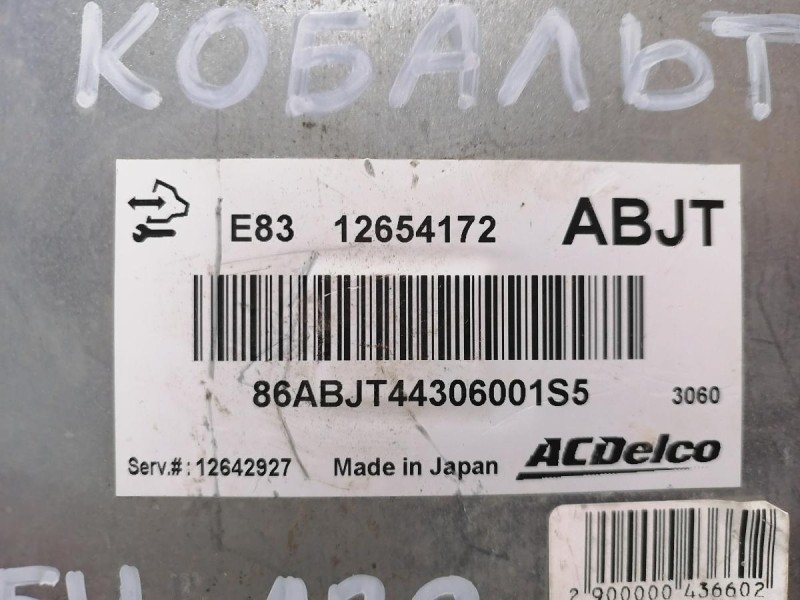 КОБАЛЬТ
E83 12654172 ABJT
86ABJT44306001S5 3060
Serv.#: 12642927 Made in Japan ACDelco
2 900000 436602